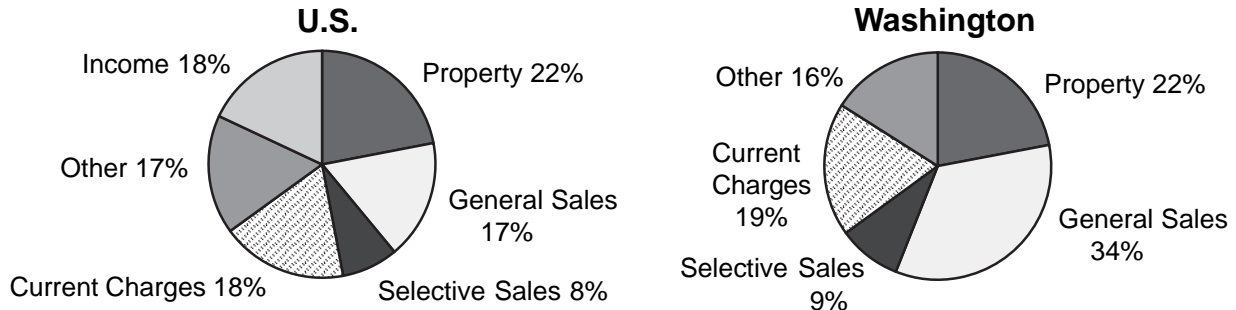 U.S.
Income 18%
Property 22%
Other 17%
General Sales
17%
Current Charges 18%
Selective Sales 8%
Washington
Other 16%
Property 22%
Current
Charges
19%
General Sales
34%
Selective Sales
9%